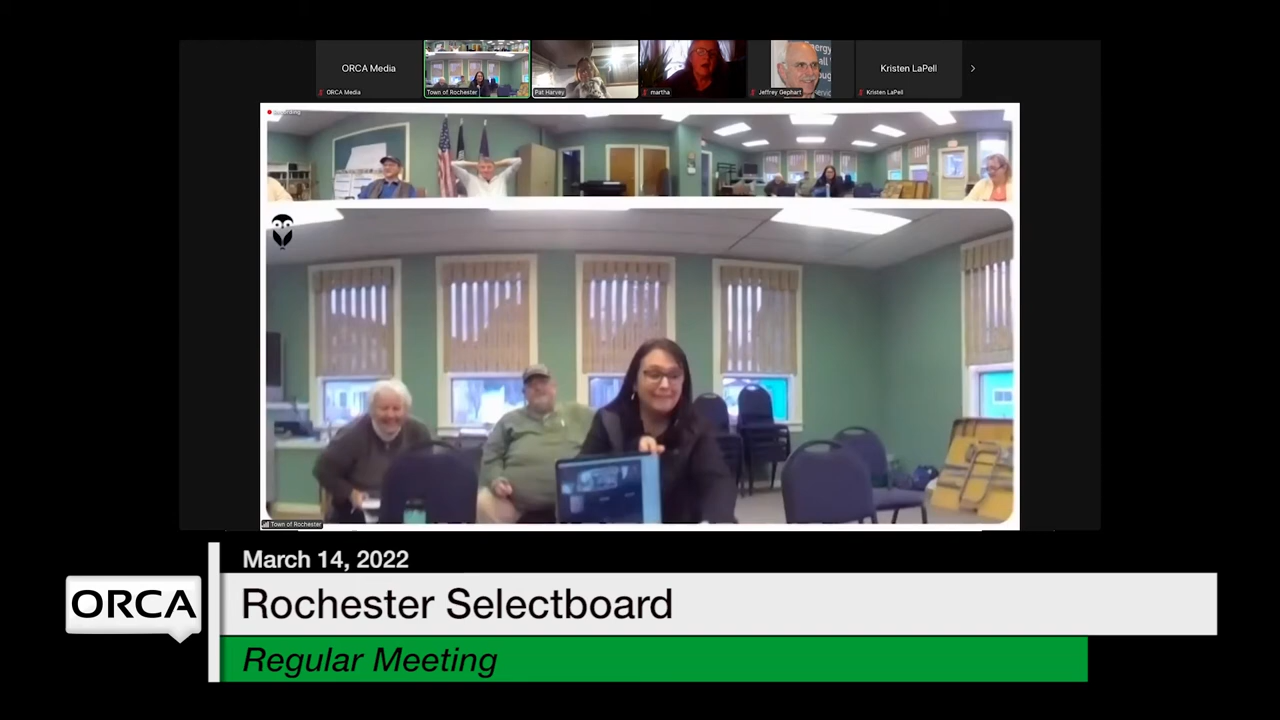 ORCA Media
Kristen LaPell
ORCA Media
Town of Rochester
Pat Harvey
martha
Jeffrey Gephart
Kristen LaPell
Town of Rochester
March 14, 2022
ORCA
Rochester Selectboard
Regular Meeting